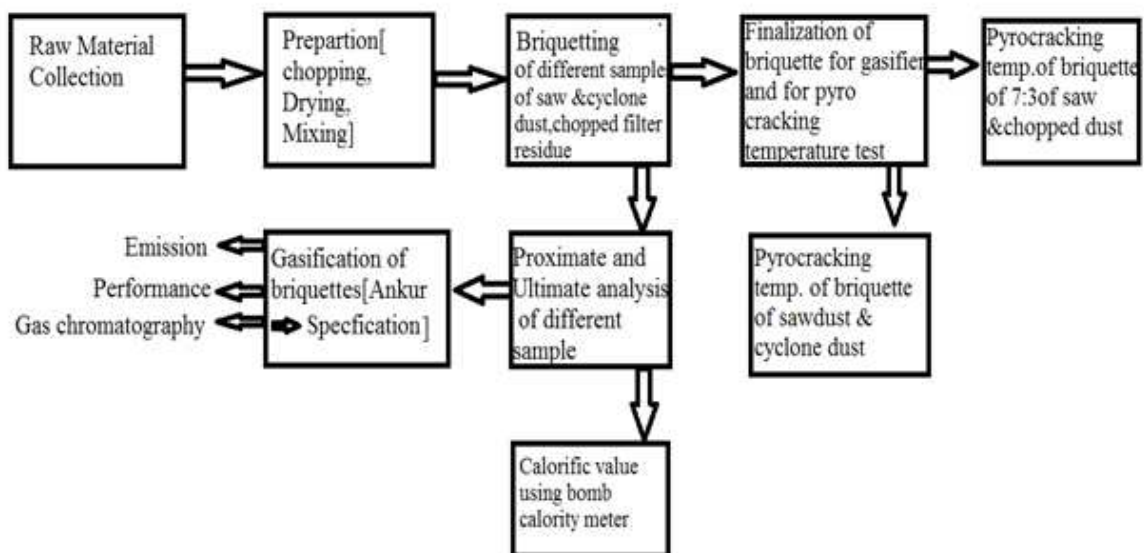 Raw Material
Collection
Prepartion[
chopping,
Drying,
Mixing]
Briquetting
of different sample
of saw &cyclone
dust,chopped filter
residue
Finalization of
briquette for gasifier
and for pyro
cracking
temperature test
Pyrocracking
temp.of briquette
of 7:3of saw
&chopped dust
Emission
Performance
Gas chromatography
Gasification of
briquettes[Ankur
Specfication]
Proximate and
Ultimate analysis
of different
sample
Pyrocracking
temp. of briquette
of sawdust &
cyclone dust
Calorific value
using bomb
calority meter